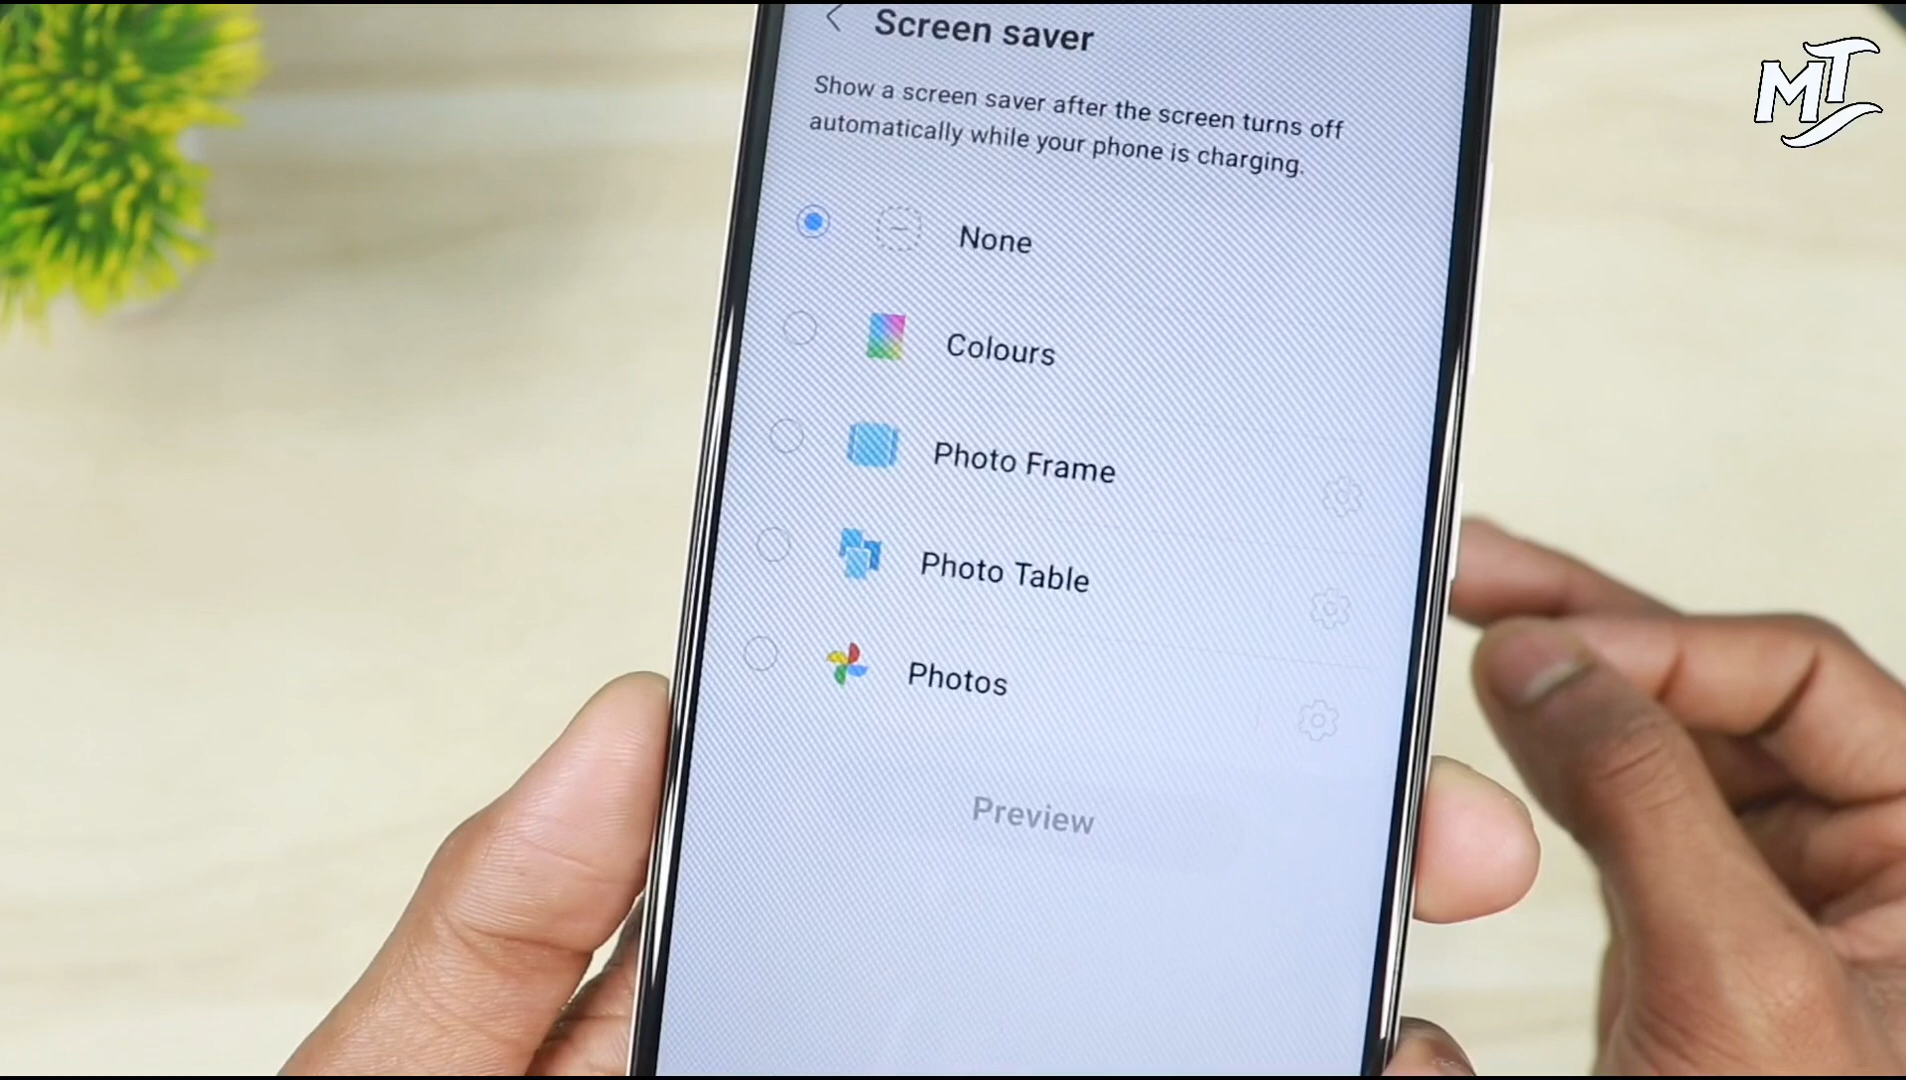 Screen saver
MT
Show a screen saver after the screen turns off
automatically while your phone is charging.
None
Colours
Photo Frame
Photo Table
Photos
Preview